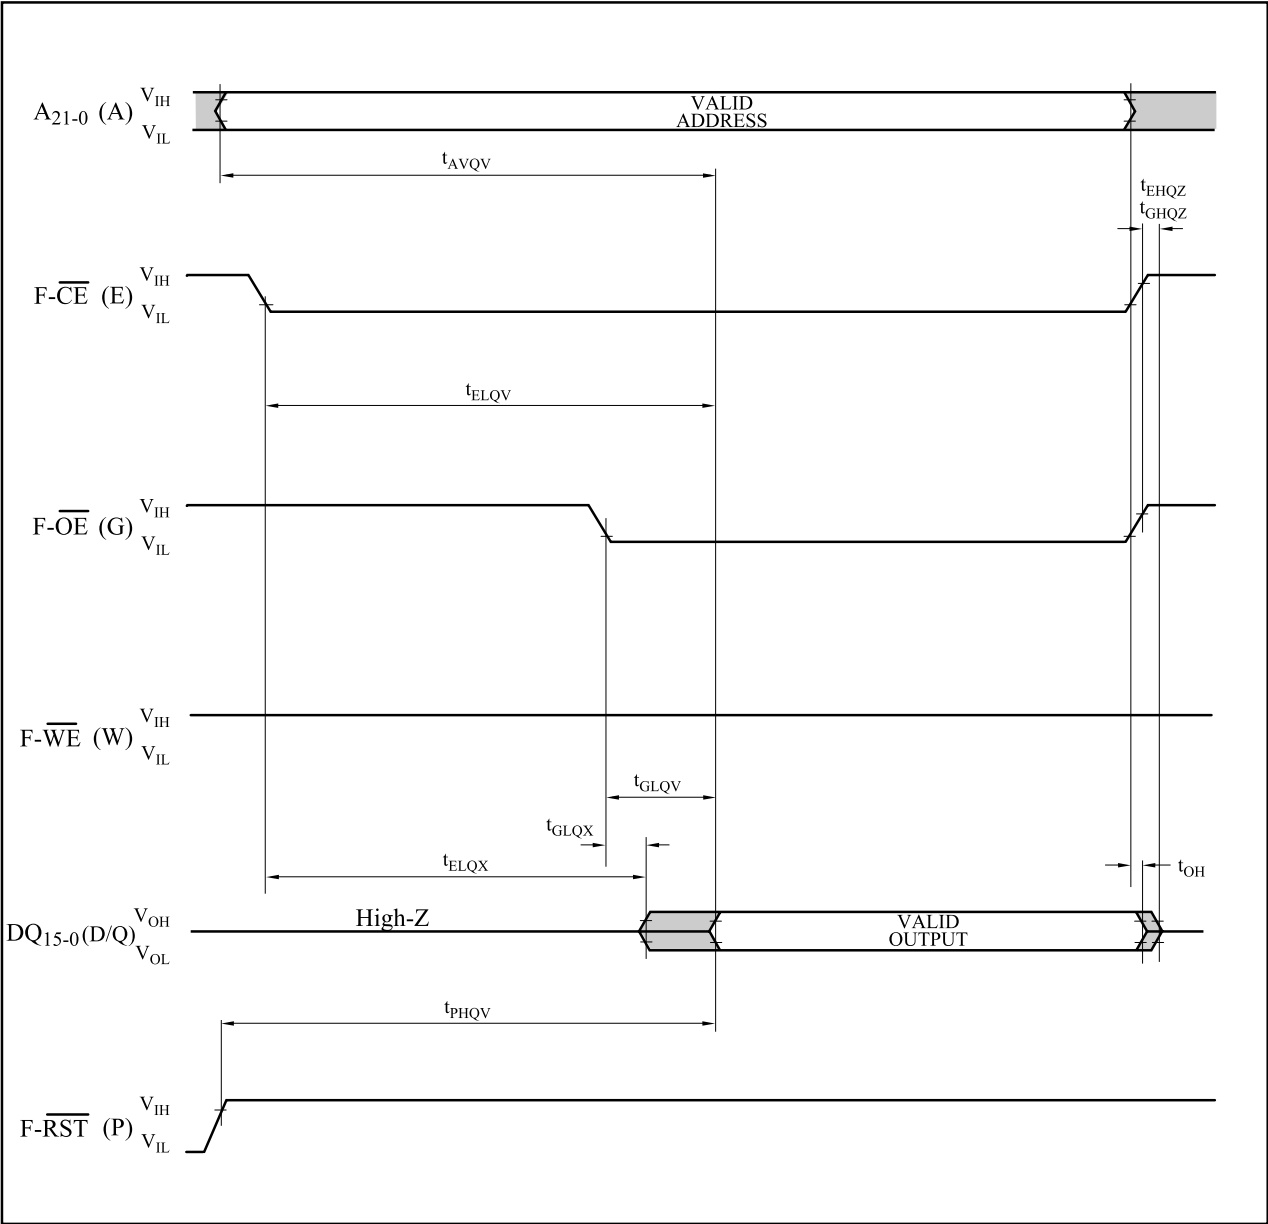 A21-0 (A) VIH
VIL
VALID
ADDRESS
tAVQV
tEHQZ
tGHQZ
F-CE (E) VIH
VIL
tELQV
F-OE (G) VIH
VIL
F-WE (W) VIH
VIL
tGLQV
tGLQX
tELQX
tOH
DQ15-0 (D/Q) VOH
VOL
High-Z
VALID
OUTPUT
tPHQV
F-RST (P) VIH
VIL